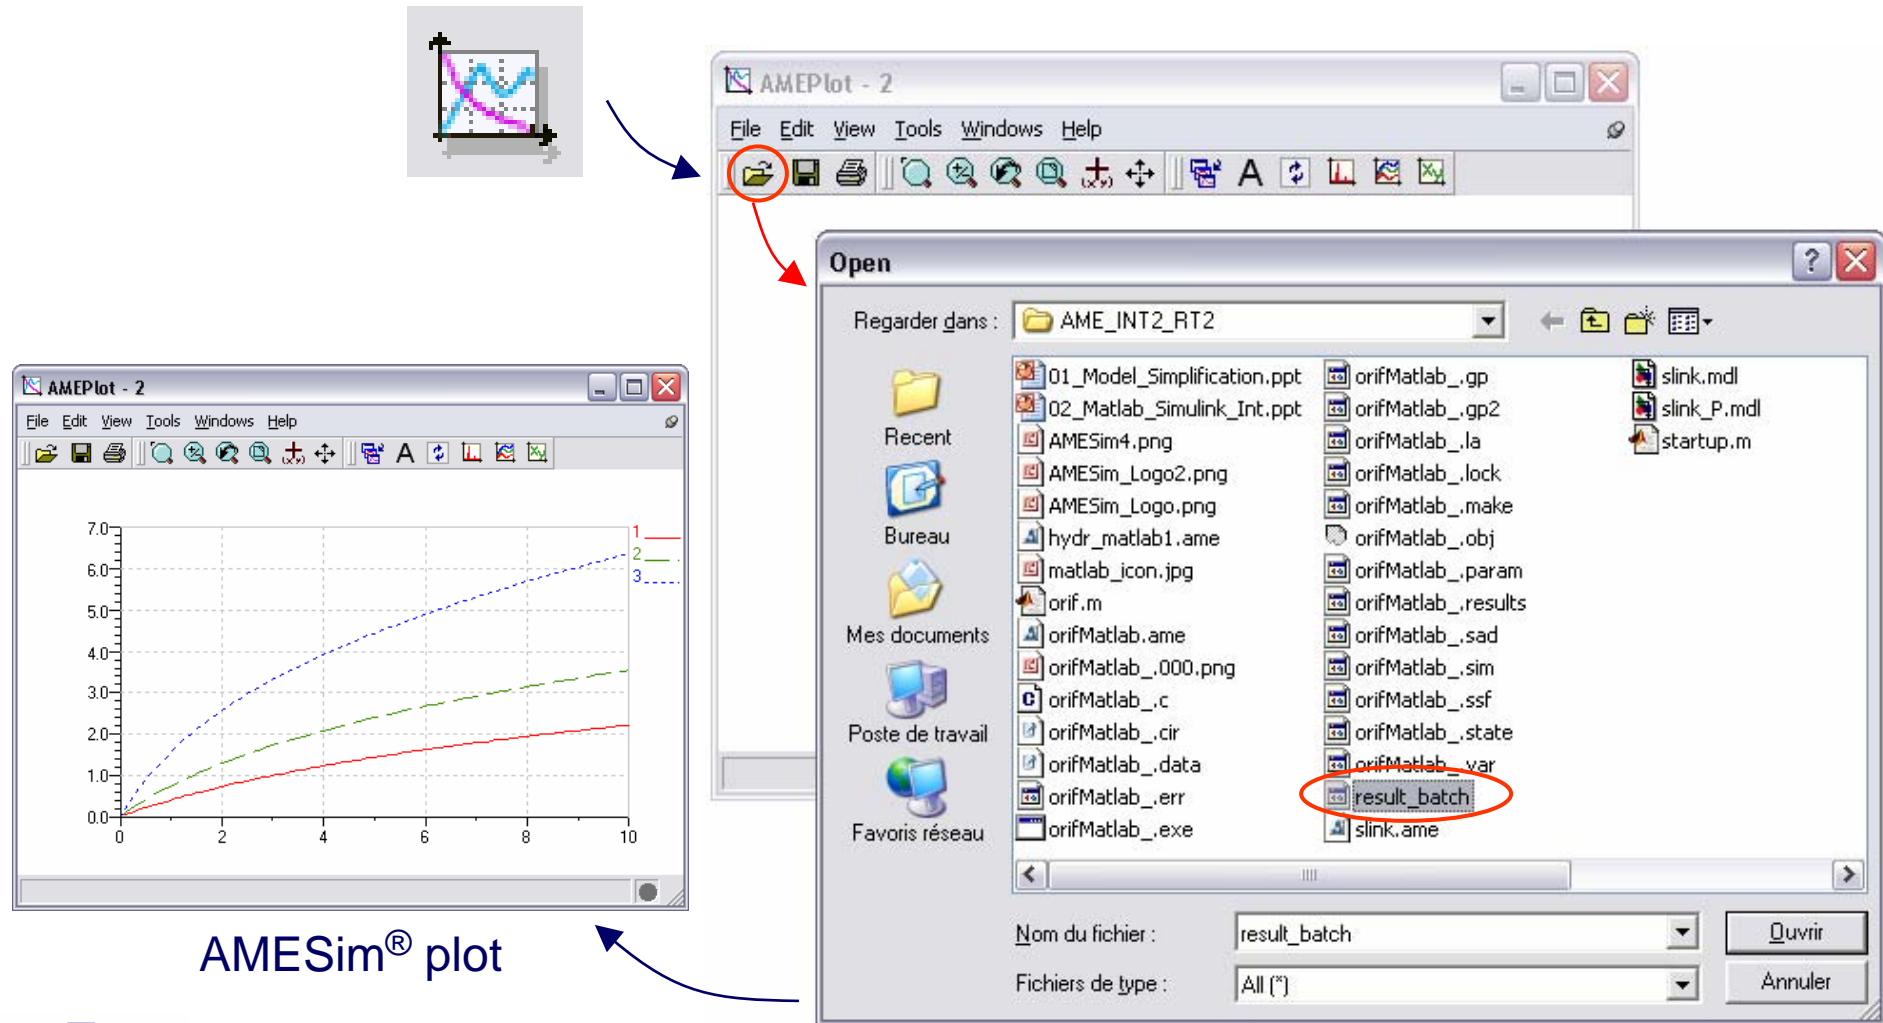 AMEPlot - 2
File Edit View Tools Windows Help
A
(x,y)
Open
Regarder dans :
AME_INT2_RT2
Recent
Bureau
Mes documents
Poste de travail
Favoris réseau
01_Model_Simplification.ppt
02_Matlab_Simulink_Int.ppt
AMESim4.png
AMESim_Logo2.png
AMESim_Logo.png
hydr_matlab1.ame
matlab_icon.jpg
orif.m
orifMatlab.ame
orifMatlab_.000.png
orifMatlab_.c
orifMatlab_.cir
orifMatlab_.data
orifMatlab_.err
orifMatlab_.exe
orifMatlab_.gp
orifMatlab_.gp2
orifMatlab_.la
orifMatlab_.lock
orifMatlab_.make
orifMatlab_.obj
orifMatlab_.param
orifMatlab_.results
orifMatlab_.sad
orifMatlab_.sim
orifMatlab_.ssf
orifMatlab_.state
orifMatlab_.var
result_batch
slink.ame
slink.mdl
slink_P.mdl
startup.m
Nom du fichier :
result_batch
Ouvrir
Fichiers de type :
All (*)
Annuler
AMEPlot - 2
File Edit View Tools Windows Help
A
(x,y)
7.0
6.0
5.0
4.0
3.0
2.0
1.0
0.0
0 2 4 6 8 10
1
2
3
AMESim® plot